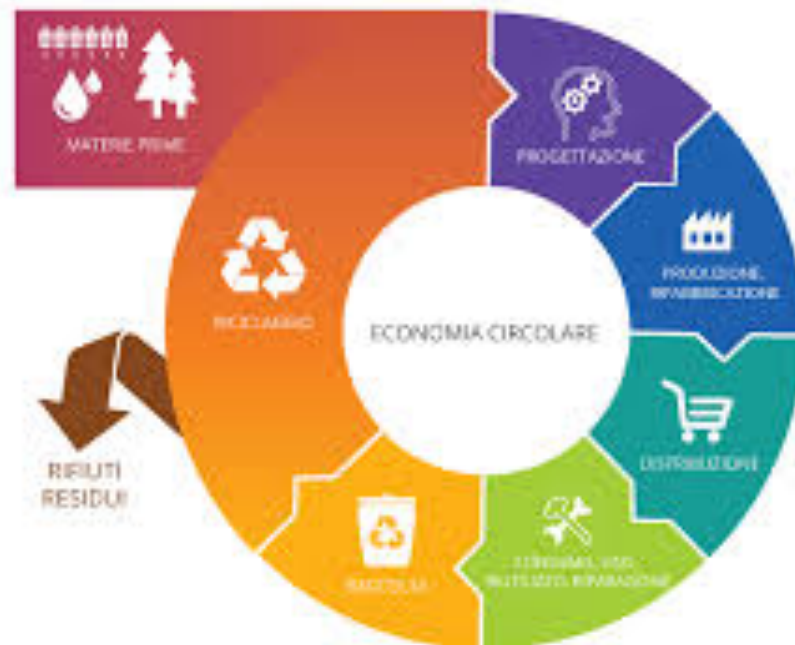 MATERIE PRIME
PROGETTAZIONE
PRODUZIONE,
RIFABBRICAZIONE
RICICLAGGIO
ECONOMIA CIRCOLARE
DISTRIBUZIONE
RIFIUTI
RESIDUI
CONSUMO, USO,
RIUTILIZZO, RIPARAZIONE
RACCOLTA